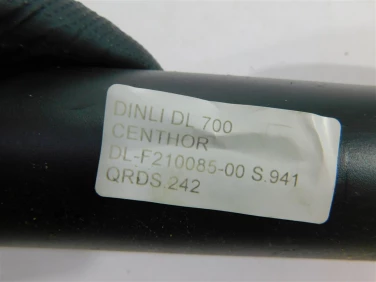 DINLI DL 700
CENTHOR
DL-F210085-00 S.941
QRDS.242